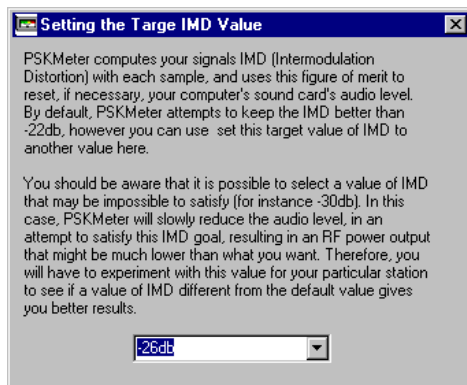 Setting the Targe IMD Value
PSKMeter computes your signals IMD (Intermodulation
Distortion) with each sample, and uses this figure of merit to
reset, if necessary, your computer's sound card's audio level.
By default, PSKMeter attempts to keep the IMD better than
-22db, however you can use set this target value of IMD to
another value here.
You should be aware that it is possible to select a value of IMD
that may be impossible to satisfy (for instance -30db). In this
case, PSKMeter will slowly reduce the audio level, in an
attempt to satisfy this IMD goal, resulting in an RF power output
that might be much lower than what you want. Therefore, you
will have to experiment with this value for your particular station
to see if a value of IMD different from the default value gives
you better results.
-26db